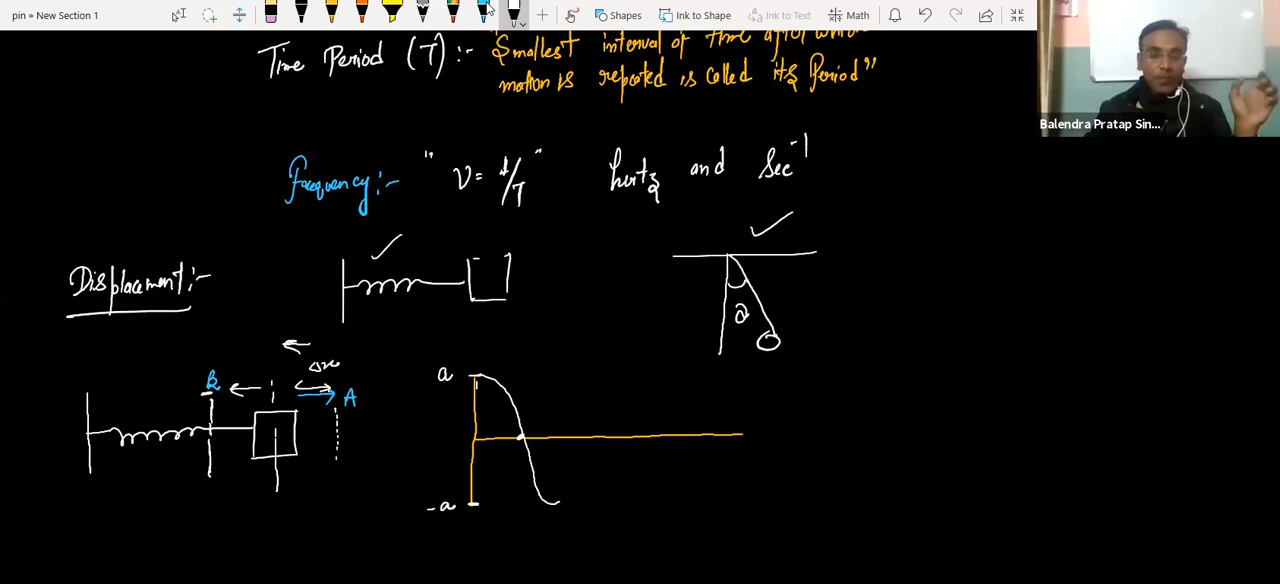 pin » New Section 1
Shapes
Ink to Shape
Ink to Text
Math
Balendra Pratap Sin...
Time Period (T) :- "Smallest interval of time after which
motion is repeated is called its Period"
Frequency :- " ν = 1/T " hertz and Sec⁻¹
Displacement :-
θ
Δx
B
A
a
-a